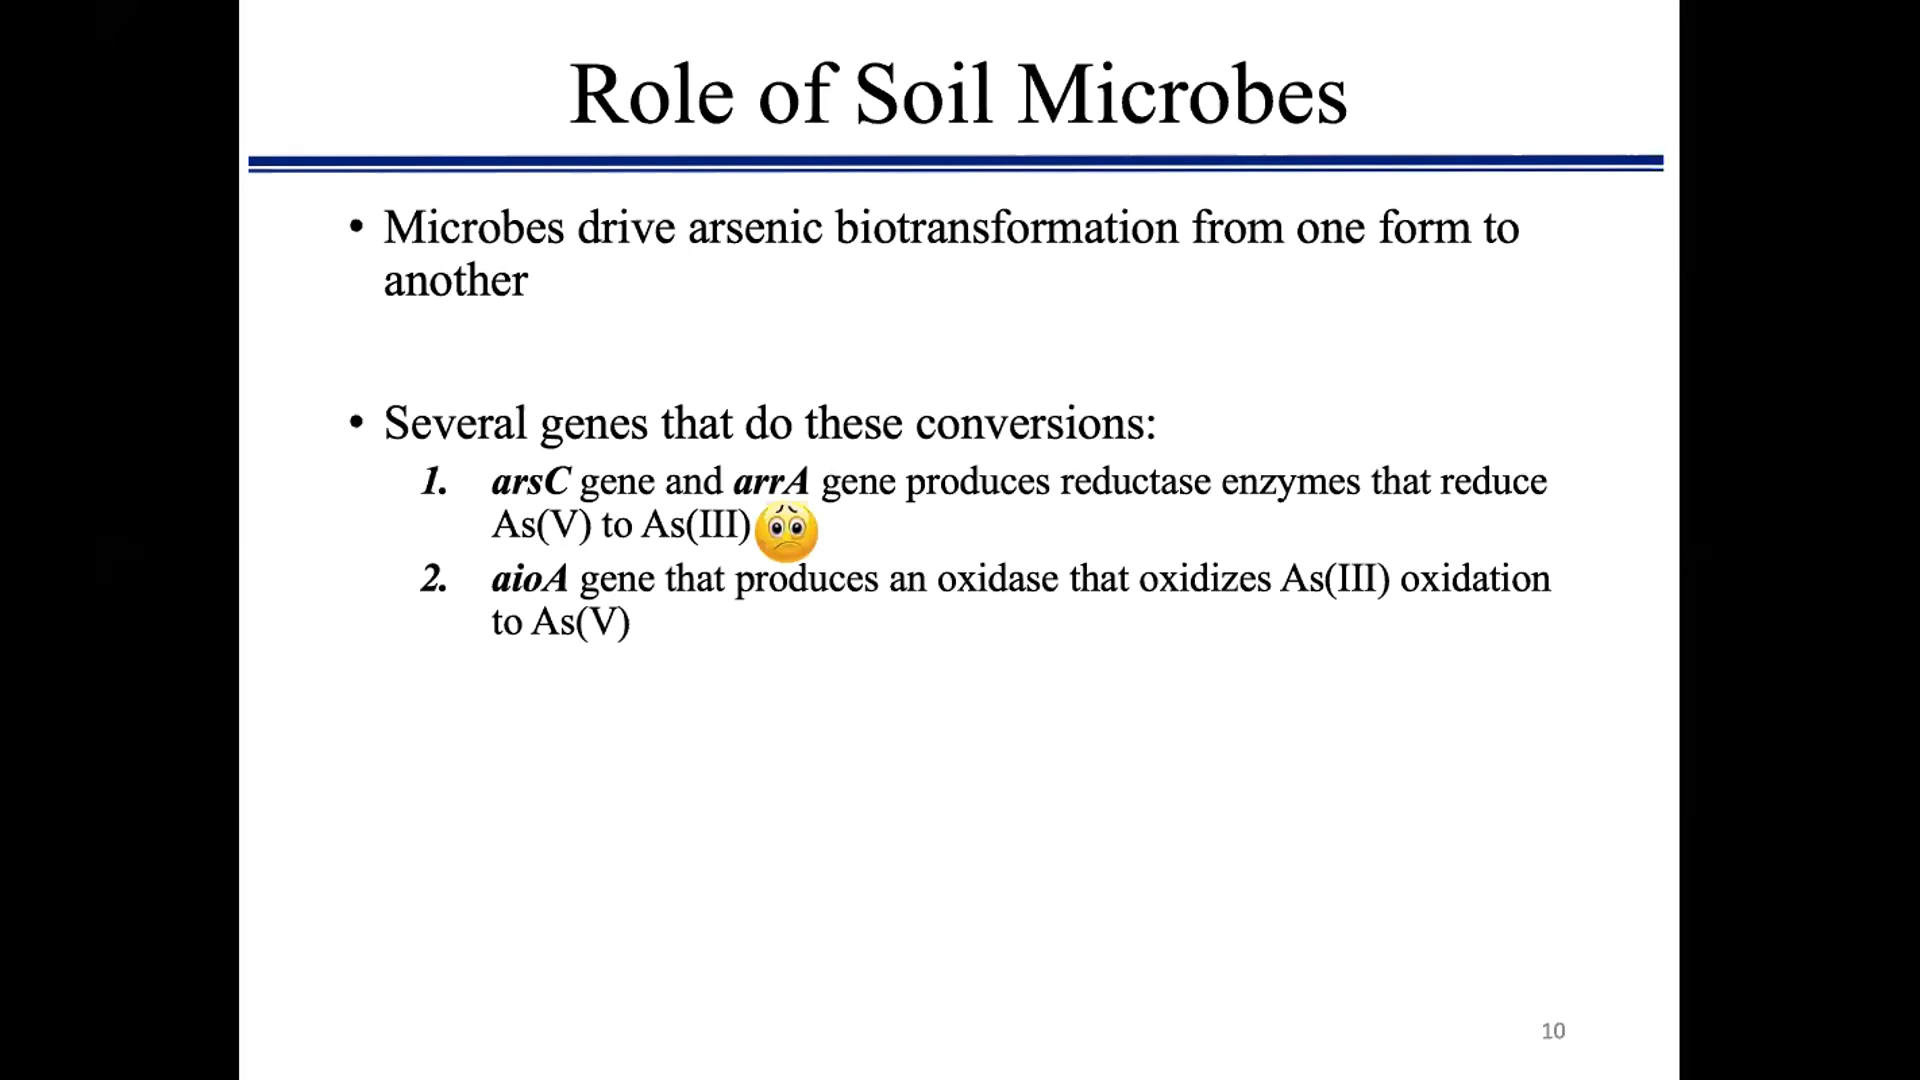 Role of Soil Microbes
• Microbes drive arsenic biotransformation from one form to
another
• Several genes that do these conversions:
1. arsC gene and arrA gene produces reductase enzymes that reduce
As(V) to As(III)
2. aioA gene that produces an oxidase that oxidizes As(III) oxidation
to As(V)
10